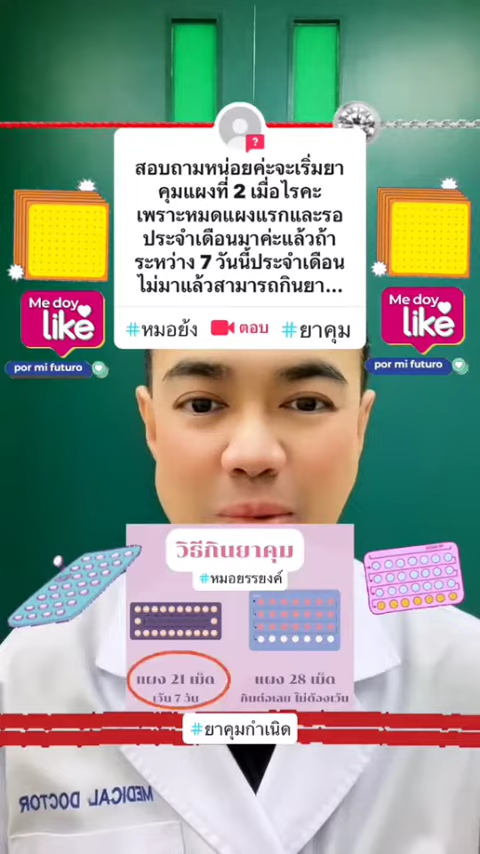 สอบถามหน่อยค่ะจะเริ่มยา
คุมแผงที่ 2 เมื่อไรคะ
เพราะหมดแผงแรกและรอ
ประจำเดือนมาค่ะแล้วถ้า
ระหว่าง 7 วันนี้ประจำเดือน
ไม่มาแล้วสามารถกินยา...
#หมอยัง ตอบ #ยาคุม
Me doy
like
por mi futuro
Me doy
like
por mi futuro
วิธีกินยาคุม
#หมอยรรยงค์
แผง 21 เม็ด
เว้น 7 วัน
แผง 28 เม็ด
กินต่อเลย ไม่ต้องเว้น
#ยาคุมกำเนิด
MEDICAL DOCTOR